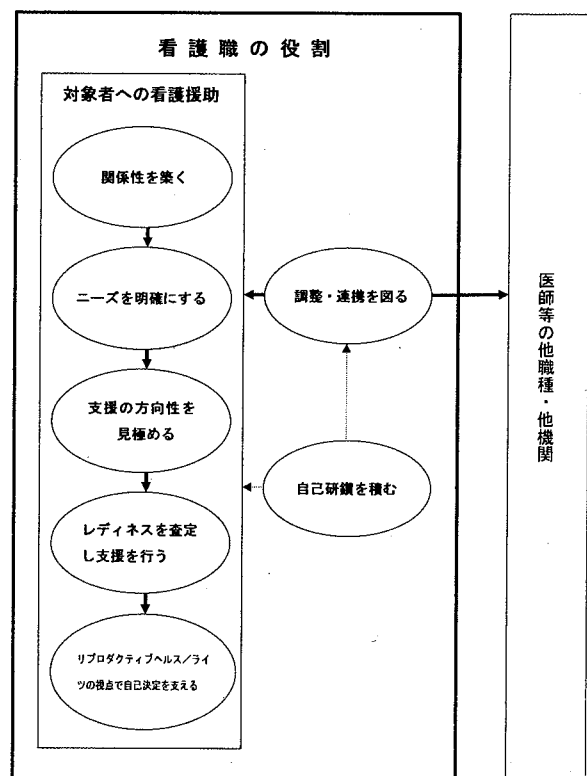 看護職の役割
対象者への看護援助
関係性を築く
ニーズを明確にする
調整・連携を図る
支援の方向性を
見極める
自己研鑽を積む
レディネスを査定
し支援を行う
リプロダクティブヘルス／ライ
ツの視点で自己決定を支える
医師等の他職種・他機関